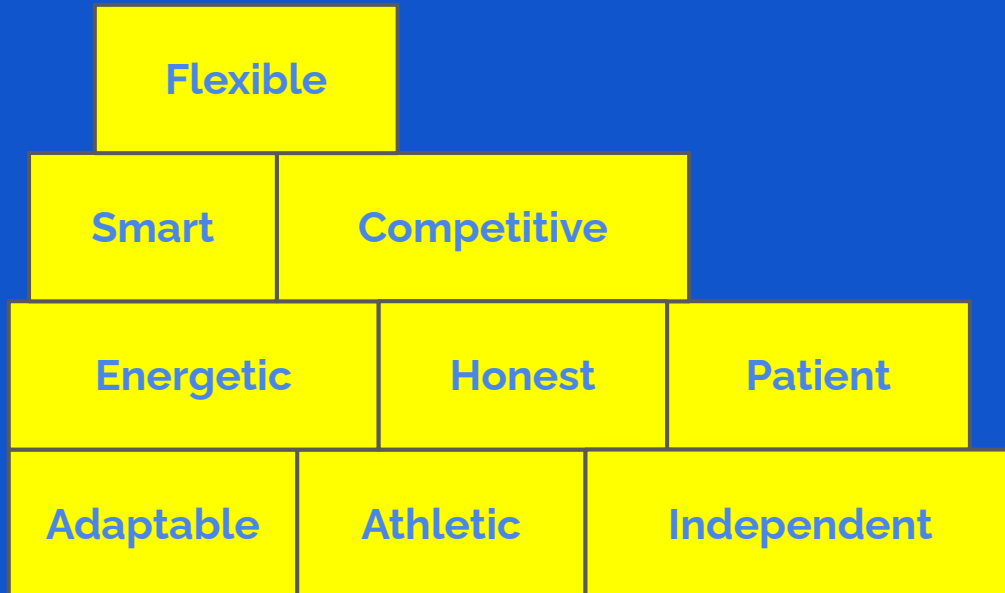 Flexible
Smart Competitive
Energetic Honest Patient
Adaptable Athletic Independent